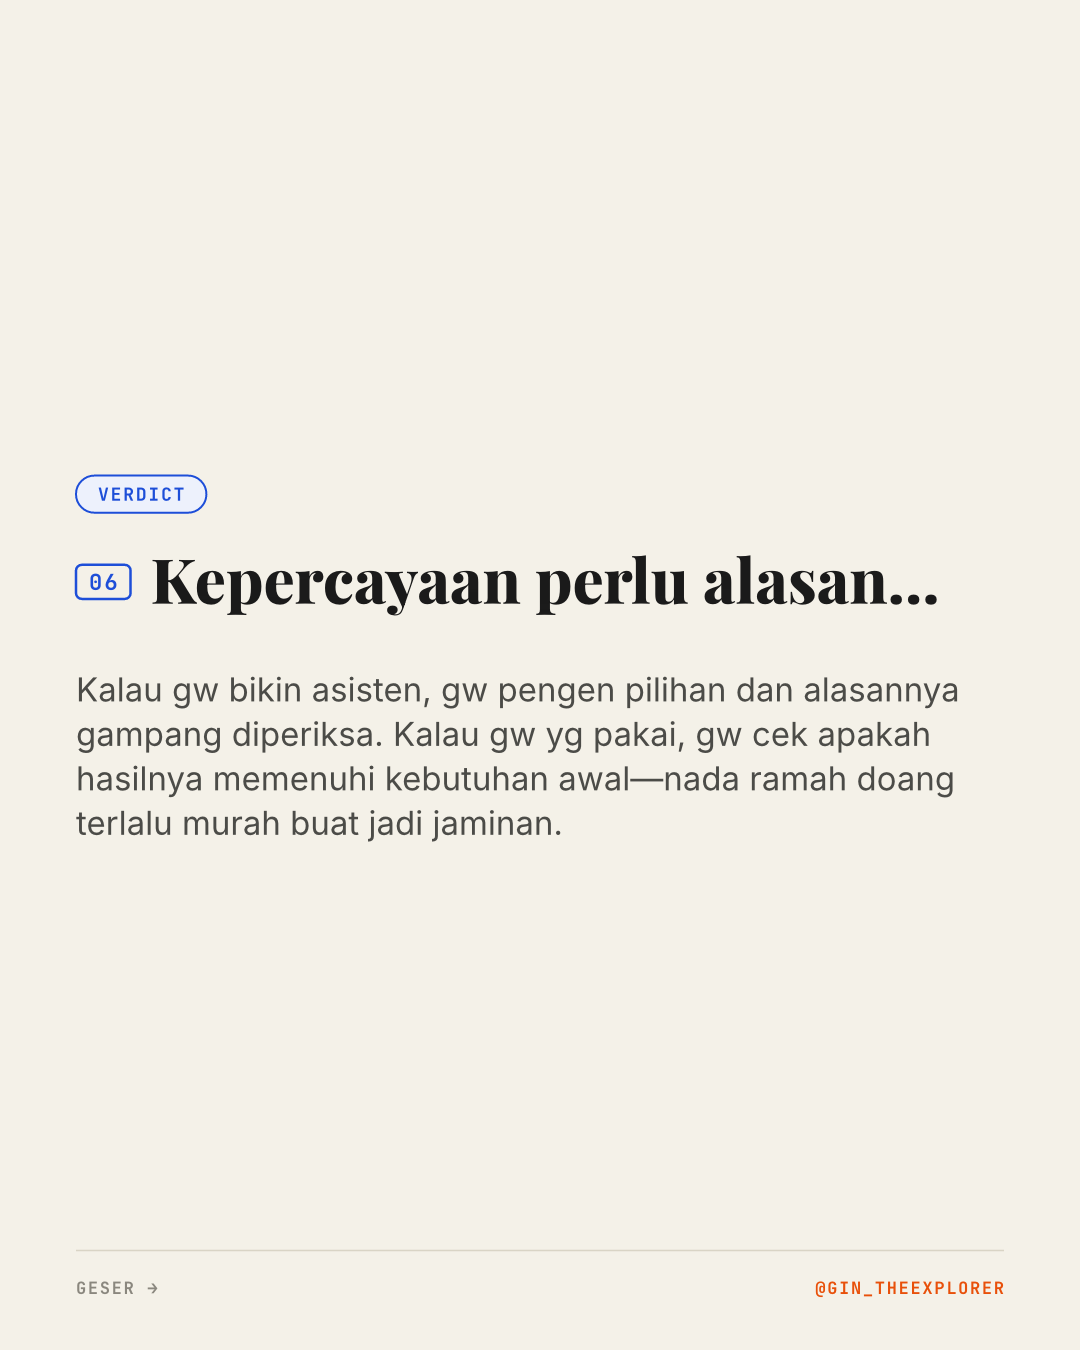 VERDICT
06 Kepercayaan perlu alasan...
Kalau gw bikin asisten, gw pengen pilihan dan alasannya
gampang diperiksa. Kalau gw yg pakai, gw cek apakah
hasilnya memenuhi kebutuhan awal—nada ramah doang
terlalu murah buat jadi jaminan.
GESER →
@GIN_THEEXPLORER